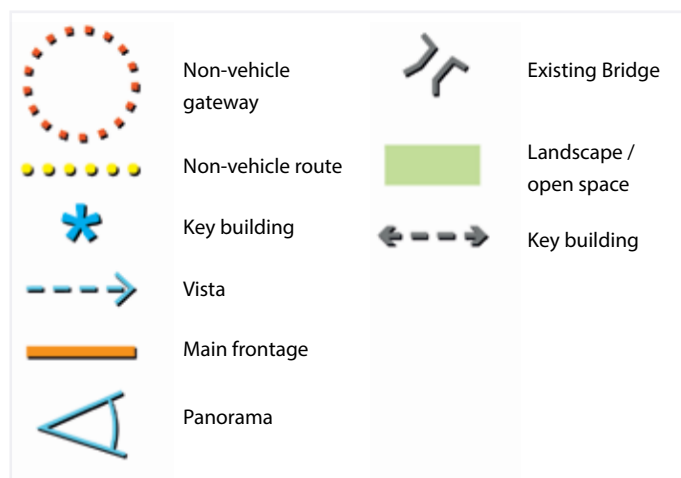 Non-vehicle
gateway
Non-vehicle route
Key building
Vista
Main frontage
Panorama
Existing Bridge
Landscape /
open space
Key building